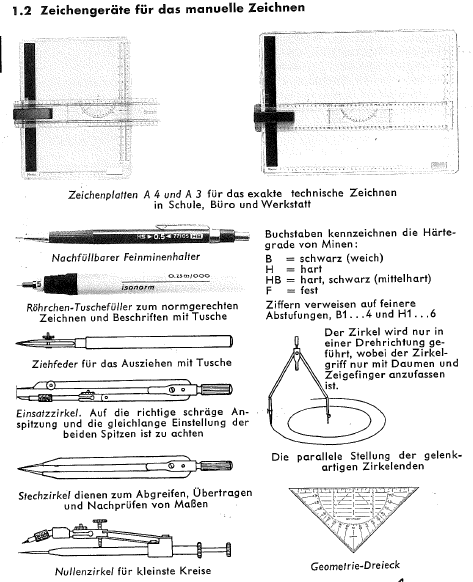 1.2 Zeichengeräte für das manuelle Zeichnen
Zeichenplatten A 4 und A 3 für das exakte technische Zeichnen
in Schule, Büro und Werkstatt
Nachfüllbarer Feinminenhalter
isonorm
0.25m/000
Röhrchen-Tuschefüller zum normgerechten
Zeichnen und Beschriften mit Tusche
Ziehfeder für das Ausziehen mit Tusche
Einsatzzirkel. Auf die richtige schräge An-
spitzung und die gleichlange Einstellung der
beiden Spitzen ist zu achten
Stechzirkel dienen zum Abgreifen, Übertragen
und Nachprüfen von Maßen
Nullenzirkel für kleinste Kreise
Buchstaben kennzeichnen die Härte-
grade von Minen:
B = schwarz (weich)
H = hart
HB = hart, schwarz (mittelhart)
F = fest
Ziffern verweisen auf feinere
Abstufungen, B1...4 und H1...6
Der Zirkel wird nur in
einer Drehrichtung ge-
führt, wobei der Zirkel-
griff nur mit Daumen und
Zeigefinger anzufassen
ist.
Die parallele Stellung der gelenk-
artigen Zirkelenden
Geometrie-Dreieck